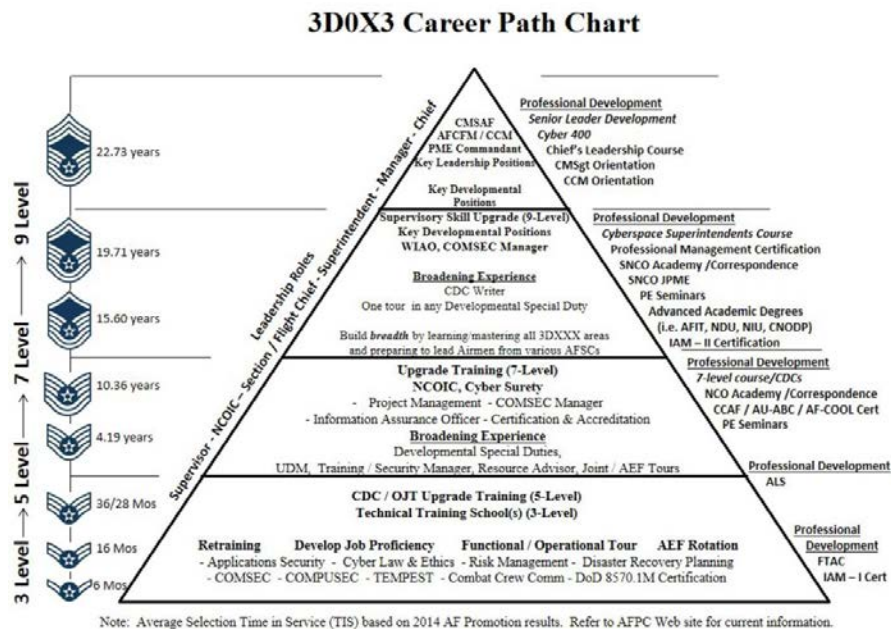 3D0X3 Career Path Chart
3 Level → 5 Level → 7 Level → 9 Level
22.73 years
19.71 years
15.60 years
10.36 years
4.19 years
36/28 Mos
16 Mos
6 Mos
Leadership Roles
Supervisor - NCOIC – Section / Flight Chief - Superintendent - Manager - Chief
CMSAF
AFCFM / CCM
PME Commandant
Key Leadership Positions
Key Developmental
Positions
Supervisory Skill Upgrade (9-Level)
Key Developmental Positions
WIAO, COMSEC Manager
Broadening Experience
CDC Writer
One tour in any Developmental Special Duty
Build breadth by learning/mastering all 3DXXX areas
and preparing to lead Airmen from various AFSCs
Upgrade Training (7-Level)
NCOIC, Cyber Surety
- Project Management - COMSEC Manager
- Information Assurance Officer - Certification & Accreditation
Broadening Experience
Developmental Special Duties,
UDM, Training / Security Manager, Resource Advisor, Joint / AEF Tours
CDC / OJT Upgrade Training (5-Level)
Technical Training School(s) (3-Level)
Retraining Develop Job Proficiency Functional / Operational Tour AEF Rotation
- Applications Security - Cyber Law & Ethics - Risk Management - Disaster Recovery Planning
- COMSEC - COMPUSEC - TEMPEST - Combat Crew Comm - DoD 8570.1M Certification
Professional Development
Senior Leader Development
Cyber 400
Chief's Leadership Course
CMSgt Orientation
CCM Orientation
Professional Development
Cyberspace Superintendents Course
Professional Management Certification
SNCO Academy /Correspondence
SNCO JPME
PE Seminars
Advanced Academic Degrees
(i.e. AFIT, NDU, NIU, CNODP)
IAM – II Certification
Professional Development
7-level course/CDCs
NCO Academy /Correspondence
CCAF / AU-ABC / AF-COOL Cert
PE Seminars
Professional Development
ALS
Professional
Development
FTAC
IAM – I Cert
Note: Average Selection Time in Service (TIS) based on 2014 AF Promotion results. Refer to AFPC Web site for current information.